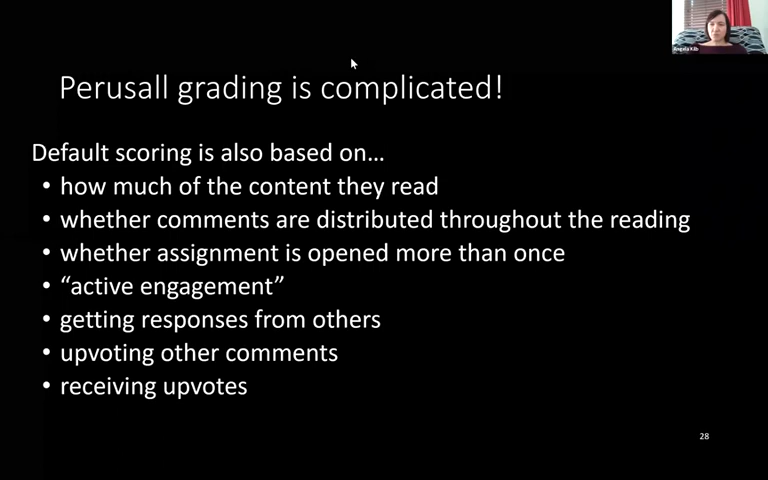 Perusall grading is complicated!
Default scoring is also based on…
• how much of the content they read
• whether comments are distributed throughout the reading
• whether assignment is opened more than once
• “active engagement”
• getting responses from others
• upvoting other comments
• receiving upvotes
28
Angela